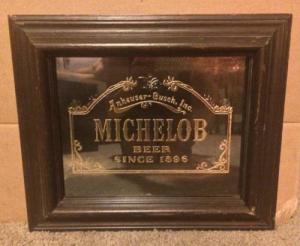 Anheuser-Busch, Inc.
MICHELOB
BEER
SINCE 1896